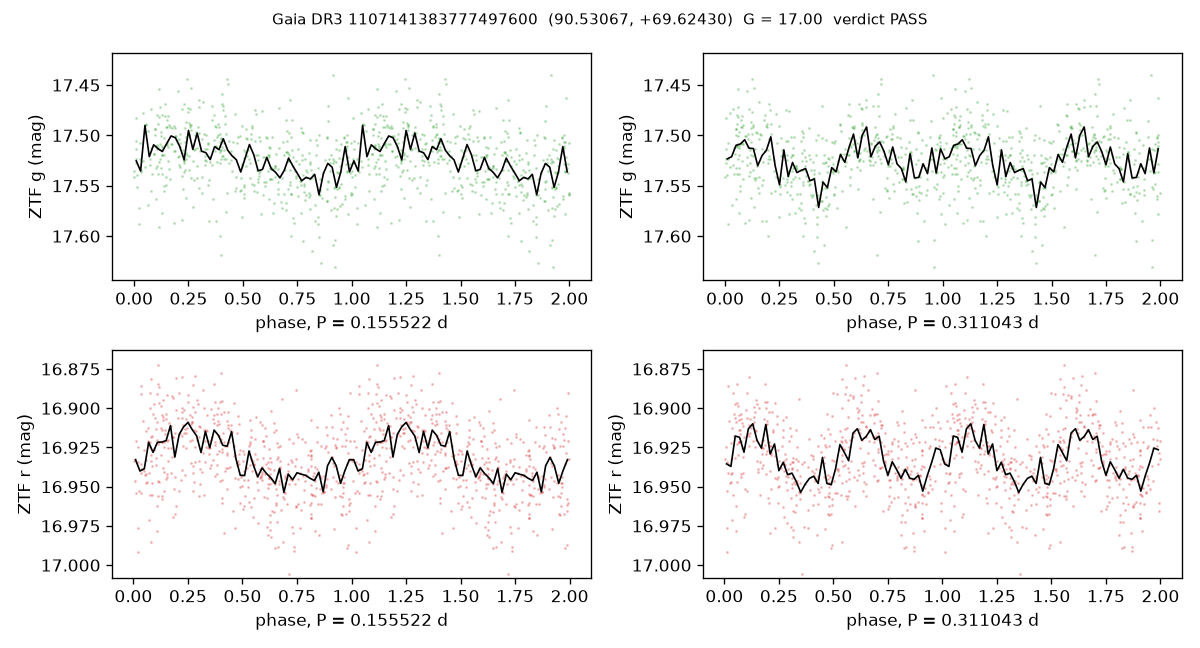 Gaia DR3 1107141383777497600 (90.53067, +69.62430) G = 17.00 verdict PASS
ZTF g (mag)
17.45
17.50
17.55
17.60
0.00 0.25 0.50 0.75 1.00 1.25 1.50 1.75 2.00
phase, P = 0.155522 d
ZTF g (mag)
17.45
17.50
17.55
17.60
0.00 0.25 0.50 0.75 1.00 1.25 1.50 1.75 2.00
phase, P = 0.311043 d
ZTF r (mag)
16.875
16.900
16.925
16.950
16.975
17.000
0.00 0.25 0.50 0.75 1.00 1.25 1.50 1.75 2.00
phase, P = 0.155522 d
ZTF r (mag)
16.875
16.900
16.925
16.950
16.975
17.000
0.00 0.25 0.50 0.75 1.00 1.25 1.50 1.75 2.00
phase, P = 0.311043 d